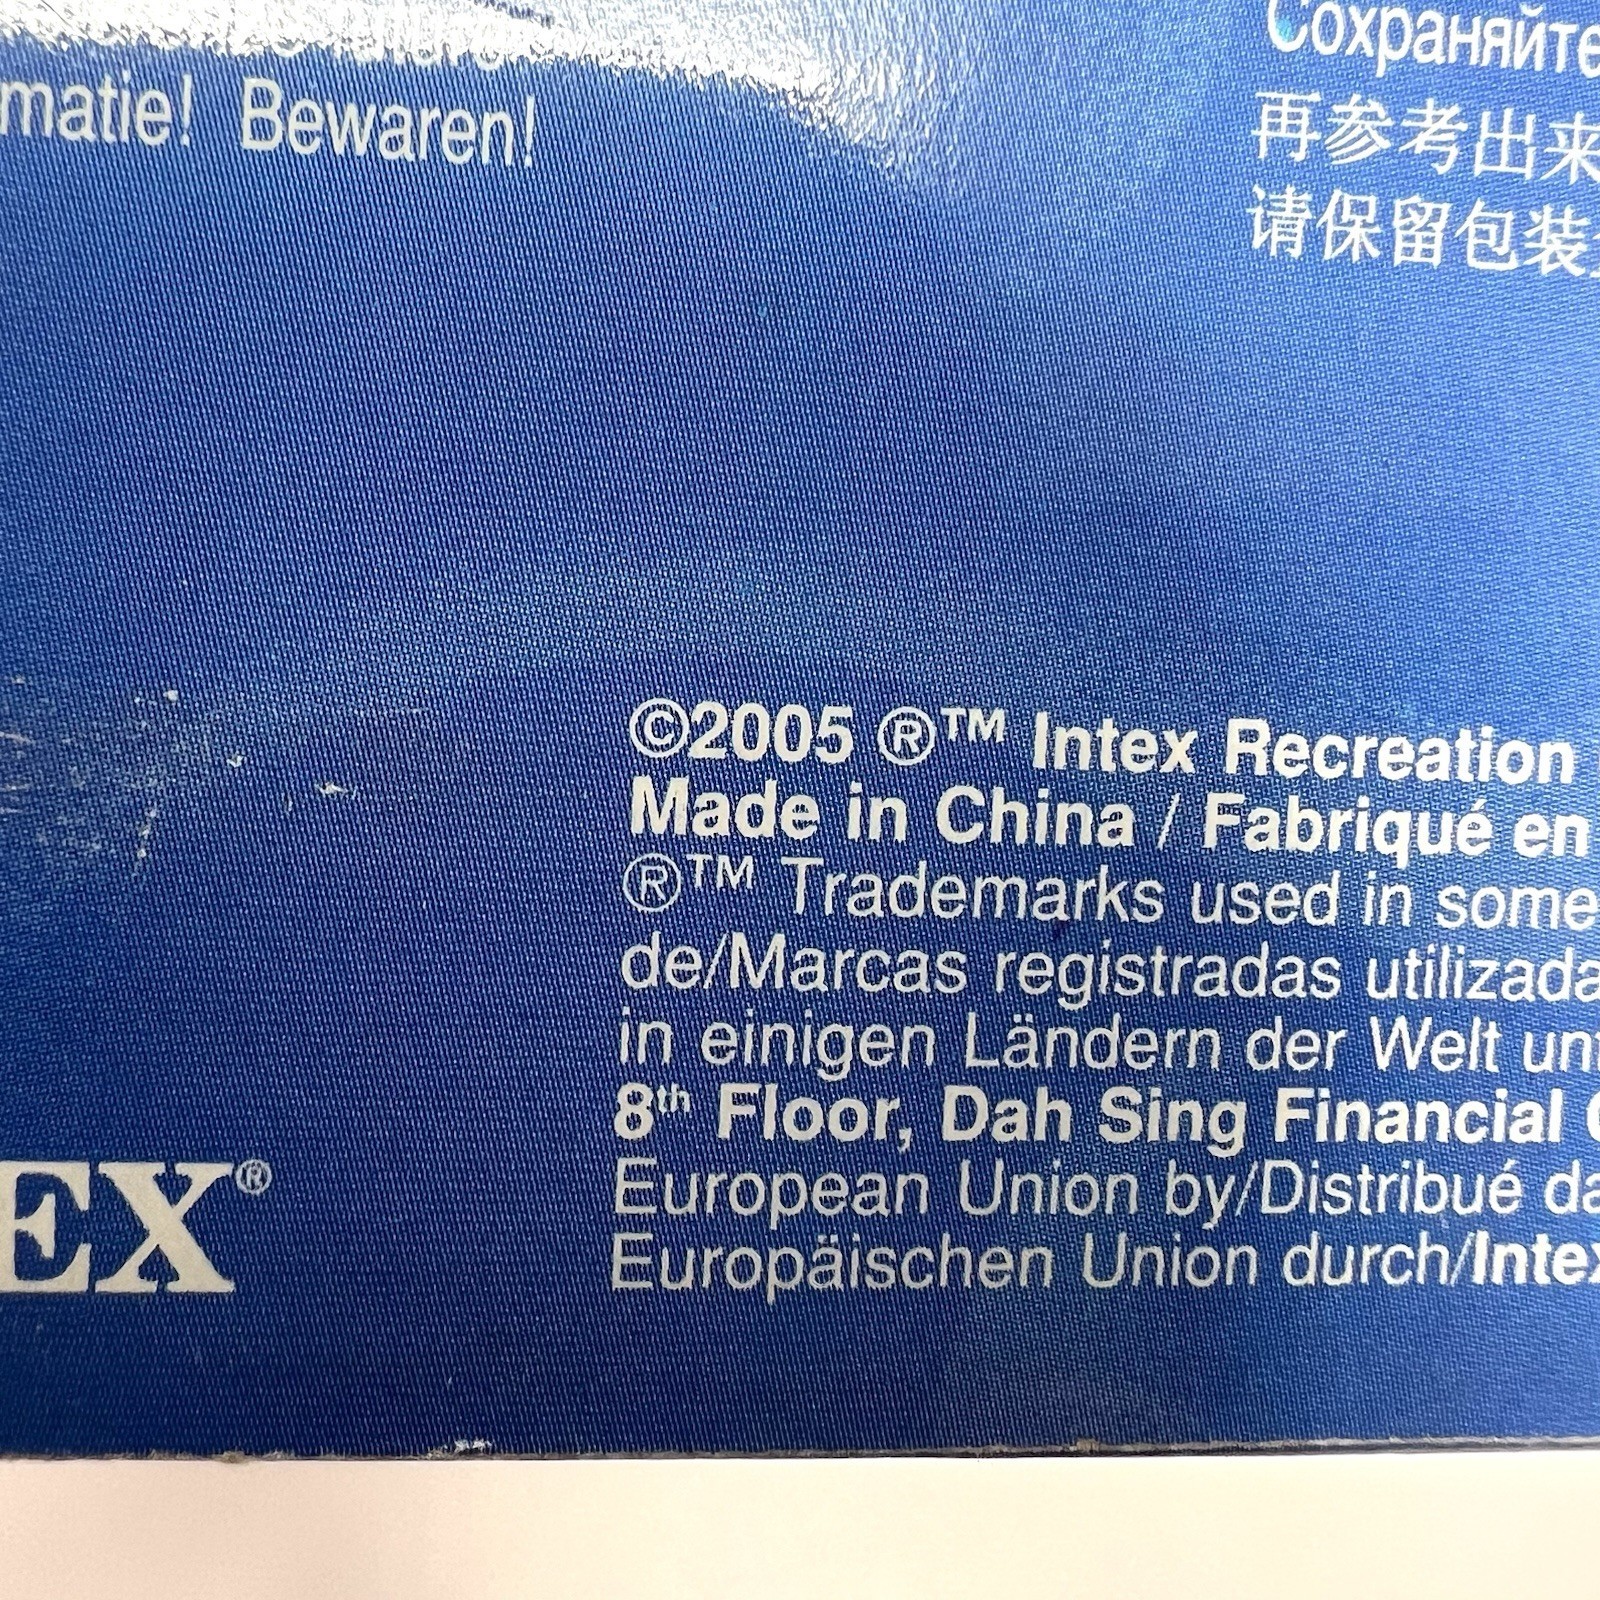 matie! Bewaren!
Сохраняйте
再参考出来
请保留包装
©2005 ®™ Intex Recreation
Made in China / Fabriqué en
®™ Trademarks used in some
de/Marcas registradas utilizada
in einigen Ländern der Welt un
8th Floor, Dah Sing Financial
European Union by/Distribué da
Europäischen Union durch/Intex
EX®